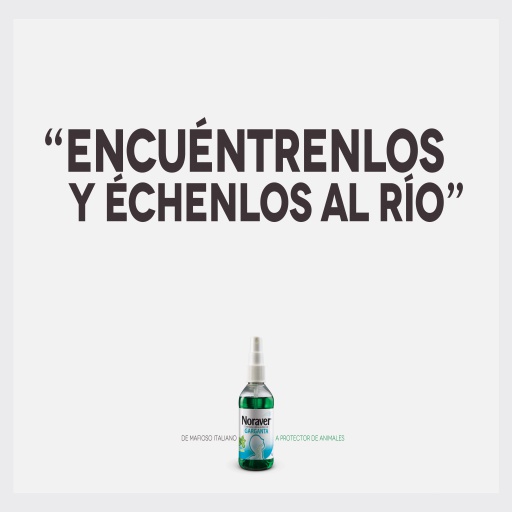 “ENCUÉNTRENLOS
Y ÉCHENLOS AL RÍO”
Noraver
GARGANTA
DE MAFIOSO ITALIANO A PROTECTOR DE ANIMALES